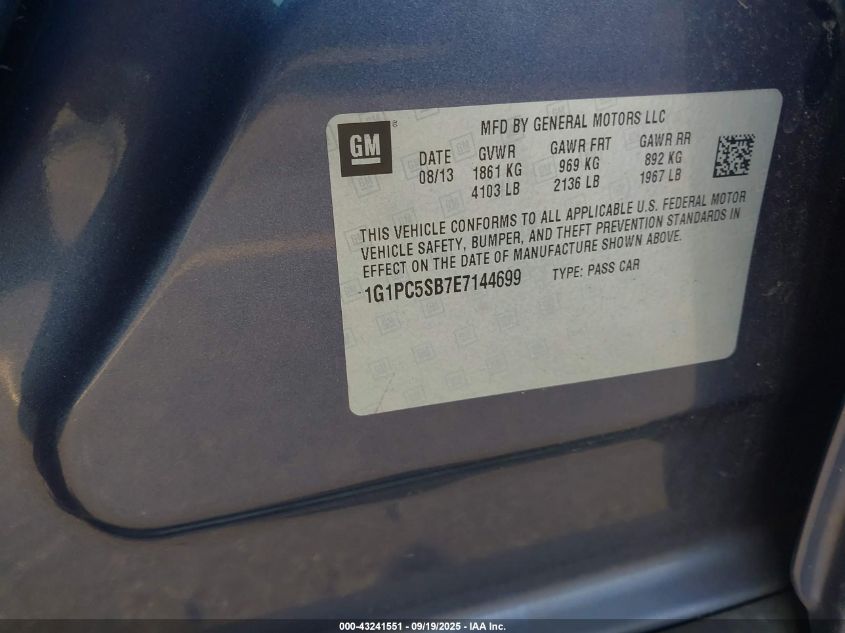 GM ®
MFD BY GENERAL MOTORS LLC
DATE GVWR GAWR FRT GAWR RR
08/13 1861 KG 969 KG 892 KG
4103 LB 2136 LB 1967 LB
THIS VEHICLE CONFORMS TO ALL APPLICABLE U.S. FEDERAL MOTOR
VEHICLE SAFETY, BUMPER, AND THEFT PREVENTION STANDARDS IN
EFFECT ON THE DATE OF MANUFACTURE SHOWN ABOVE.
1G1PC5SB7E7144699 TYPE: PASS CAR
000-43241551 - 09/19/2025 - IAA Inc.